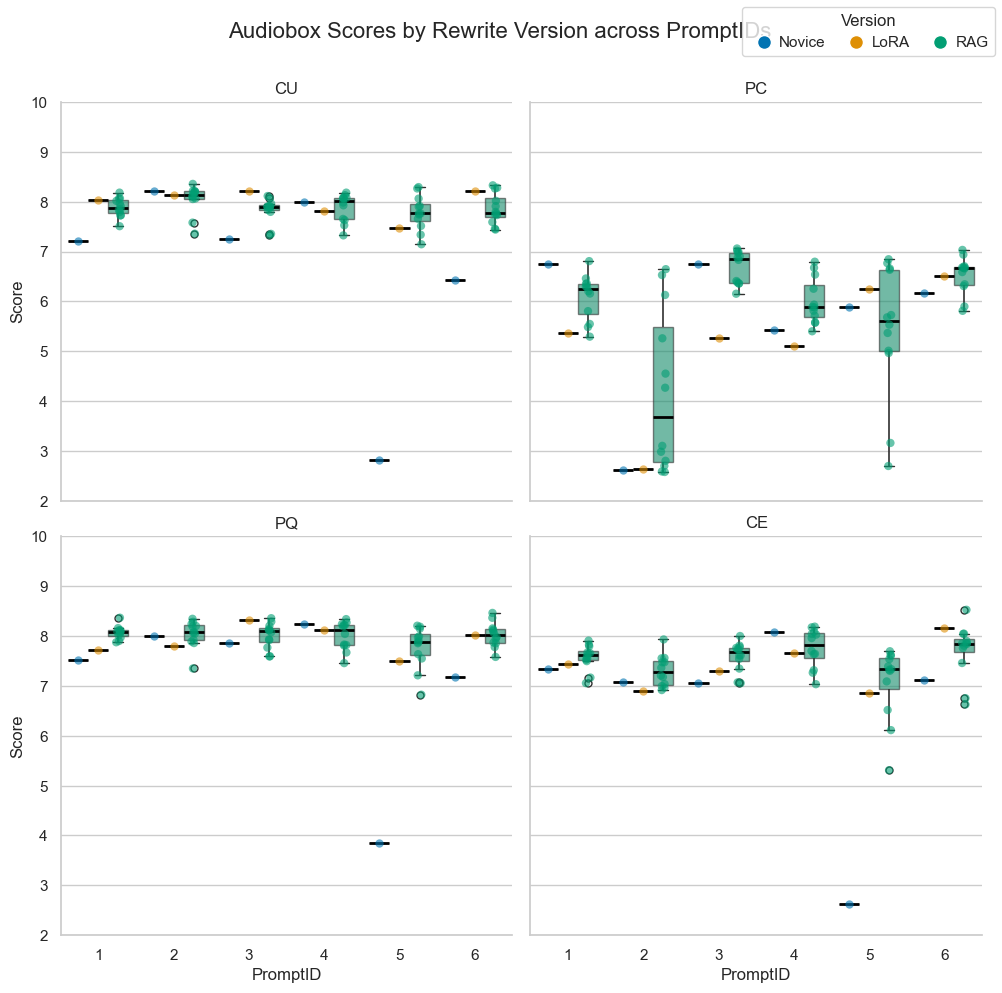 Audiobox Scores by Rewrite Version across PromptIDs
Version
Novice LoRA RAG
CU
PC
10
9
8
7
6
5
4
3
2
Score
PQ
CE
10
9
8
7
6
5
4
3
2
Score
1 2 3 4 5 6
PromptID
1 2 3 4 5 6
PromptID